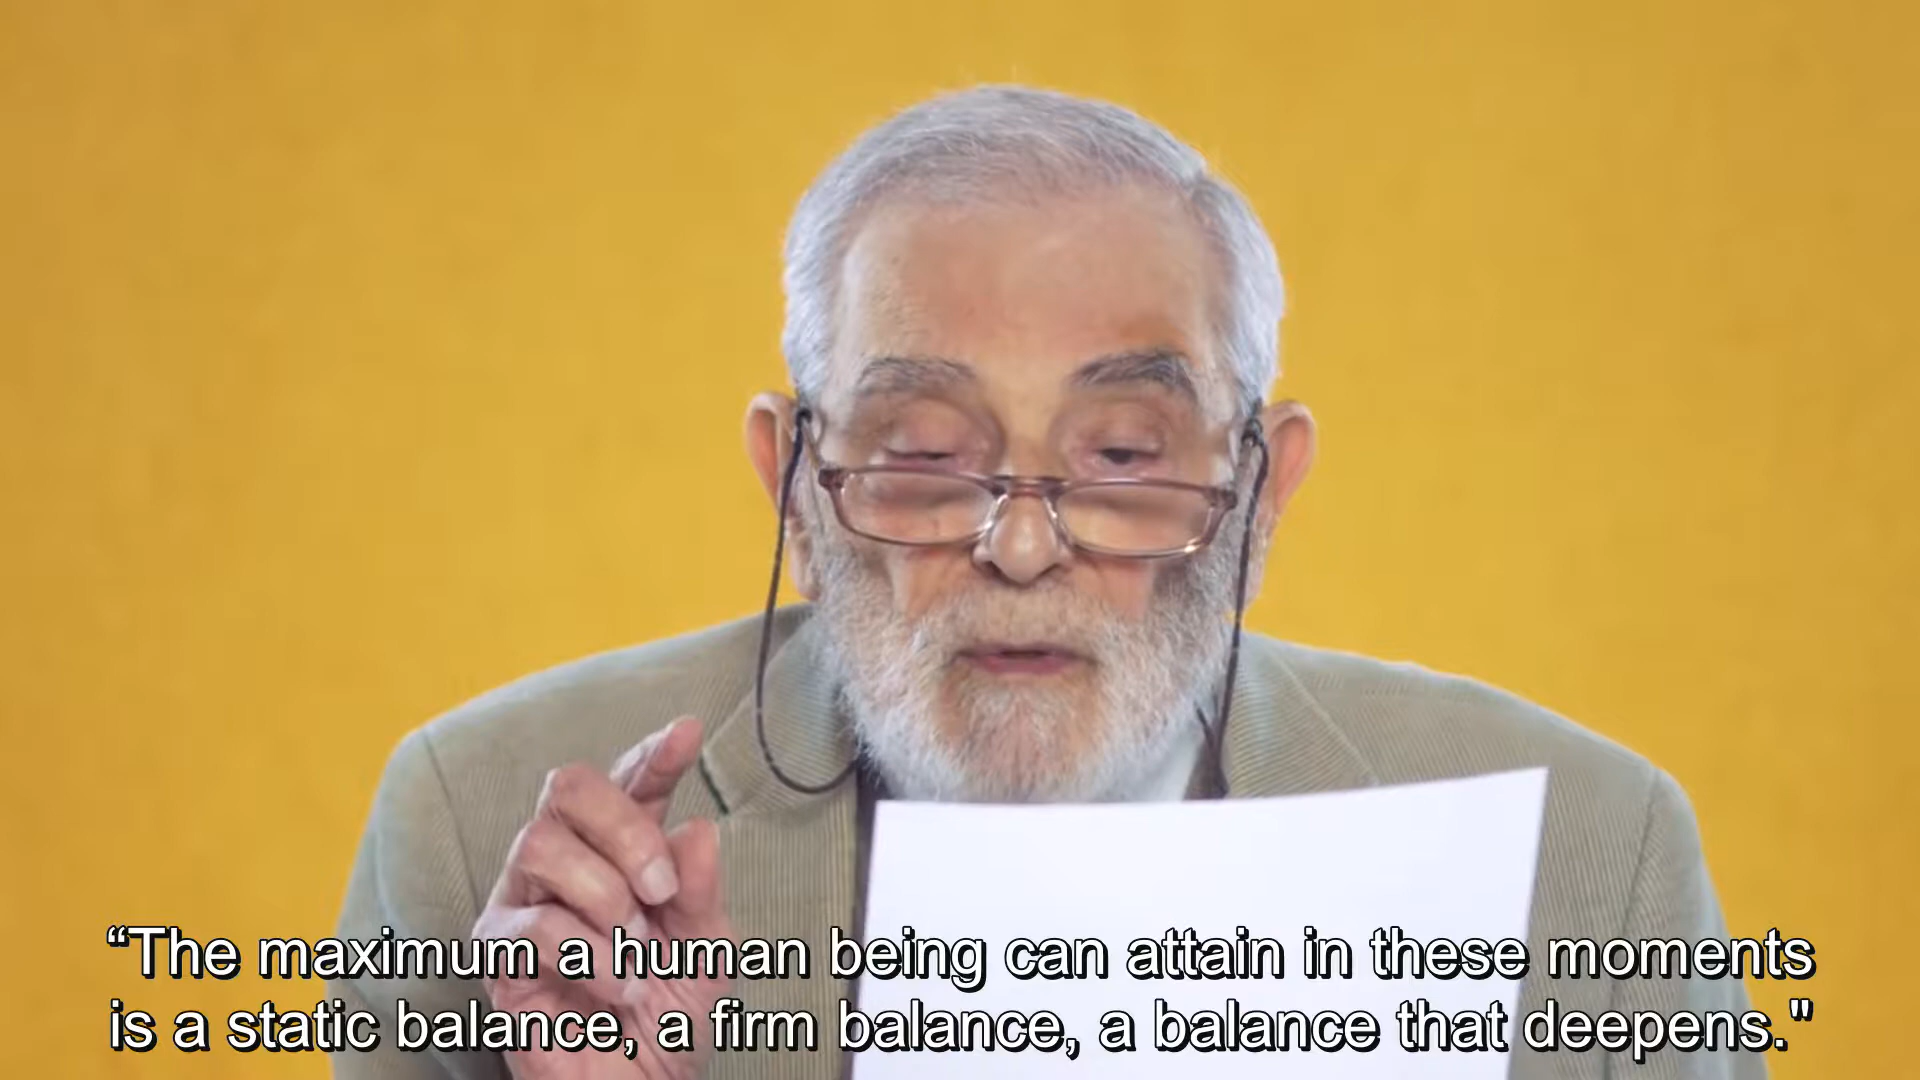 “The maximum a human being can attain in these moments
is a static balance, a firm balance, a balance that deepens."